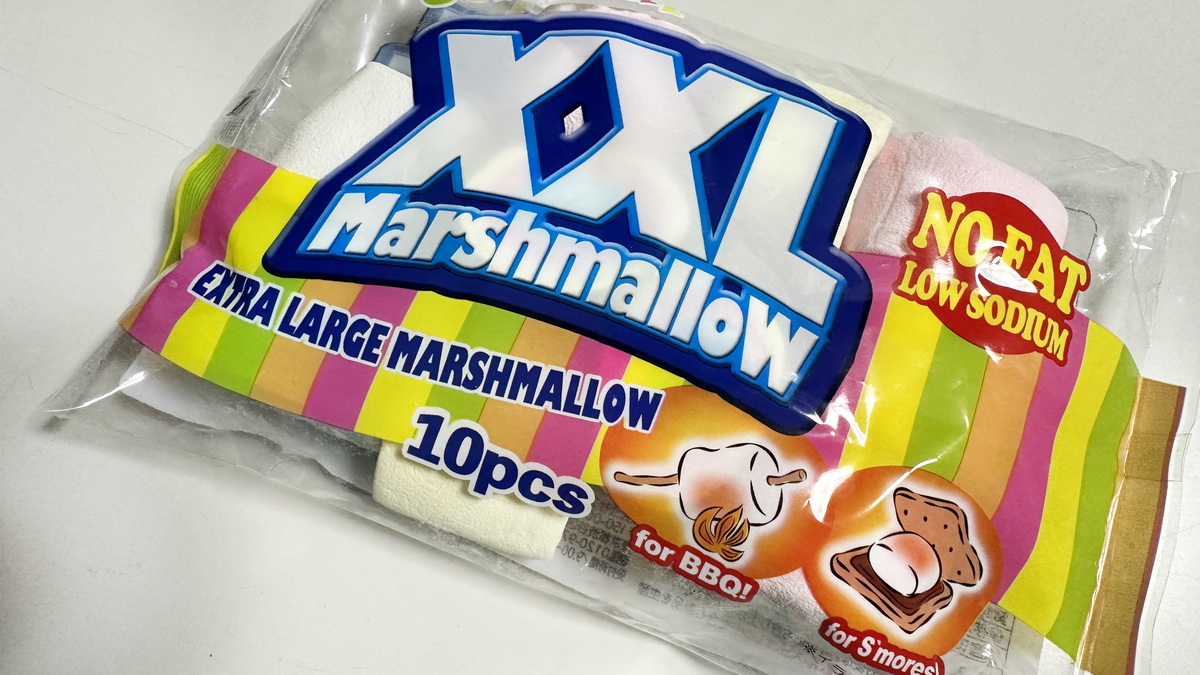 XXL
Marshmallow
NO FAT
LOW SODIUM
EXTRA LARGE MARSHMALLOW
10pcs
for BBQ!
for S'mores!